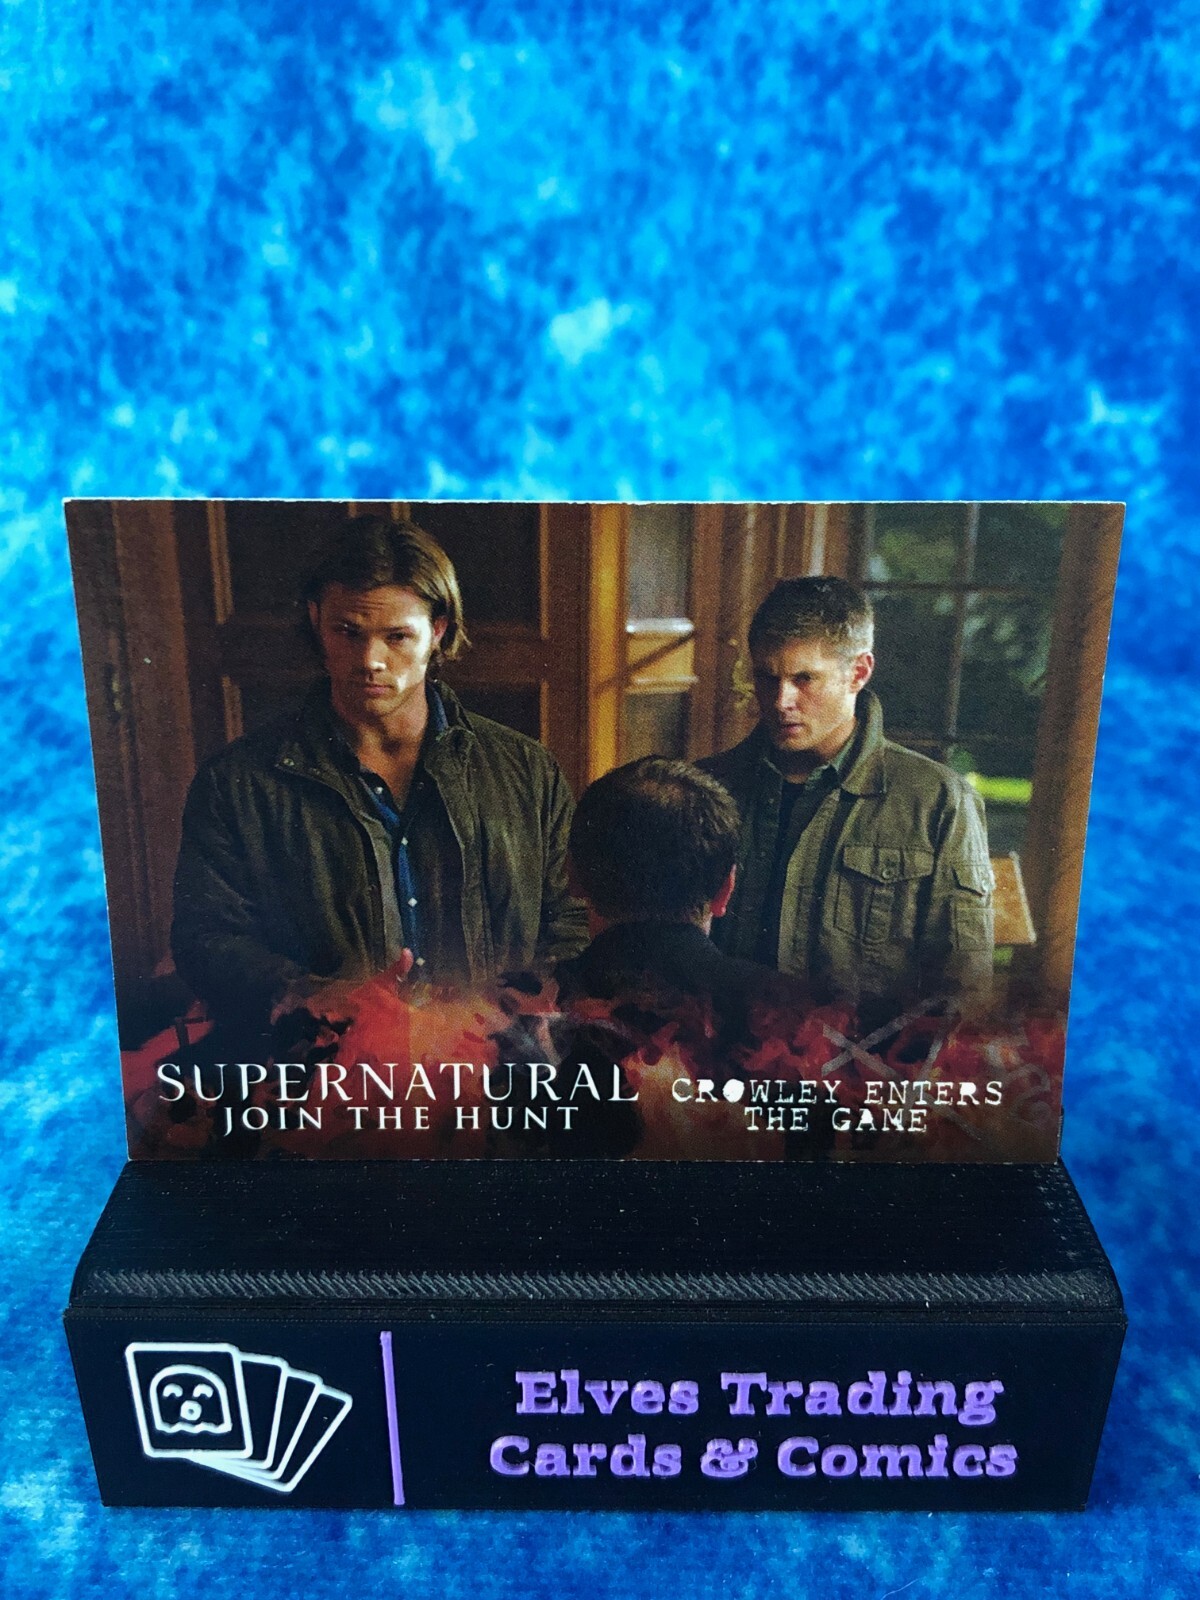 SUPERNATURAL
JOIN THE HUNT
CROWLEY ENTERS
THE GAME
Elves Trading
Cards & Comics